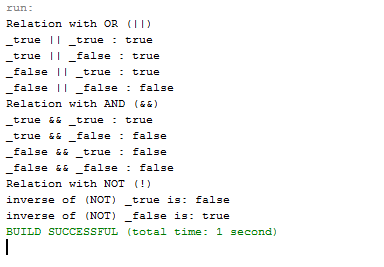 run:
Relation with OR (||)
_true || _true : true
_true || _false : true
_false || _true : true
_false || _false : false
Relation with AND (&&)
_true && _true : true
_true && _false : false
_false && _true : false
_false && _false : false
Relation with NOT (!)
inverse of (NOT) _true is: false
inverse of (NOT) _false is: true
BUILD SUCCESSFUL (total time: 1 second)